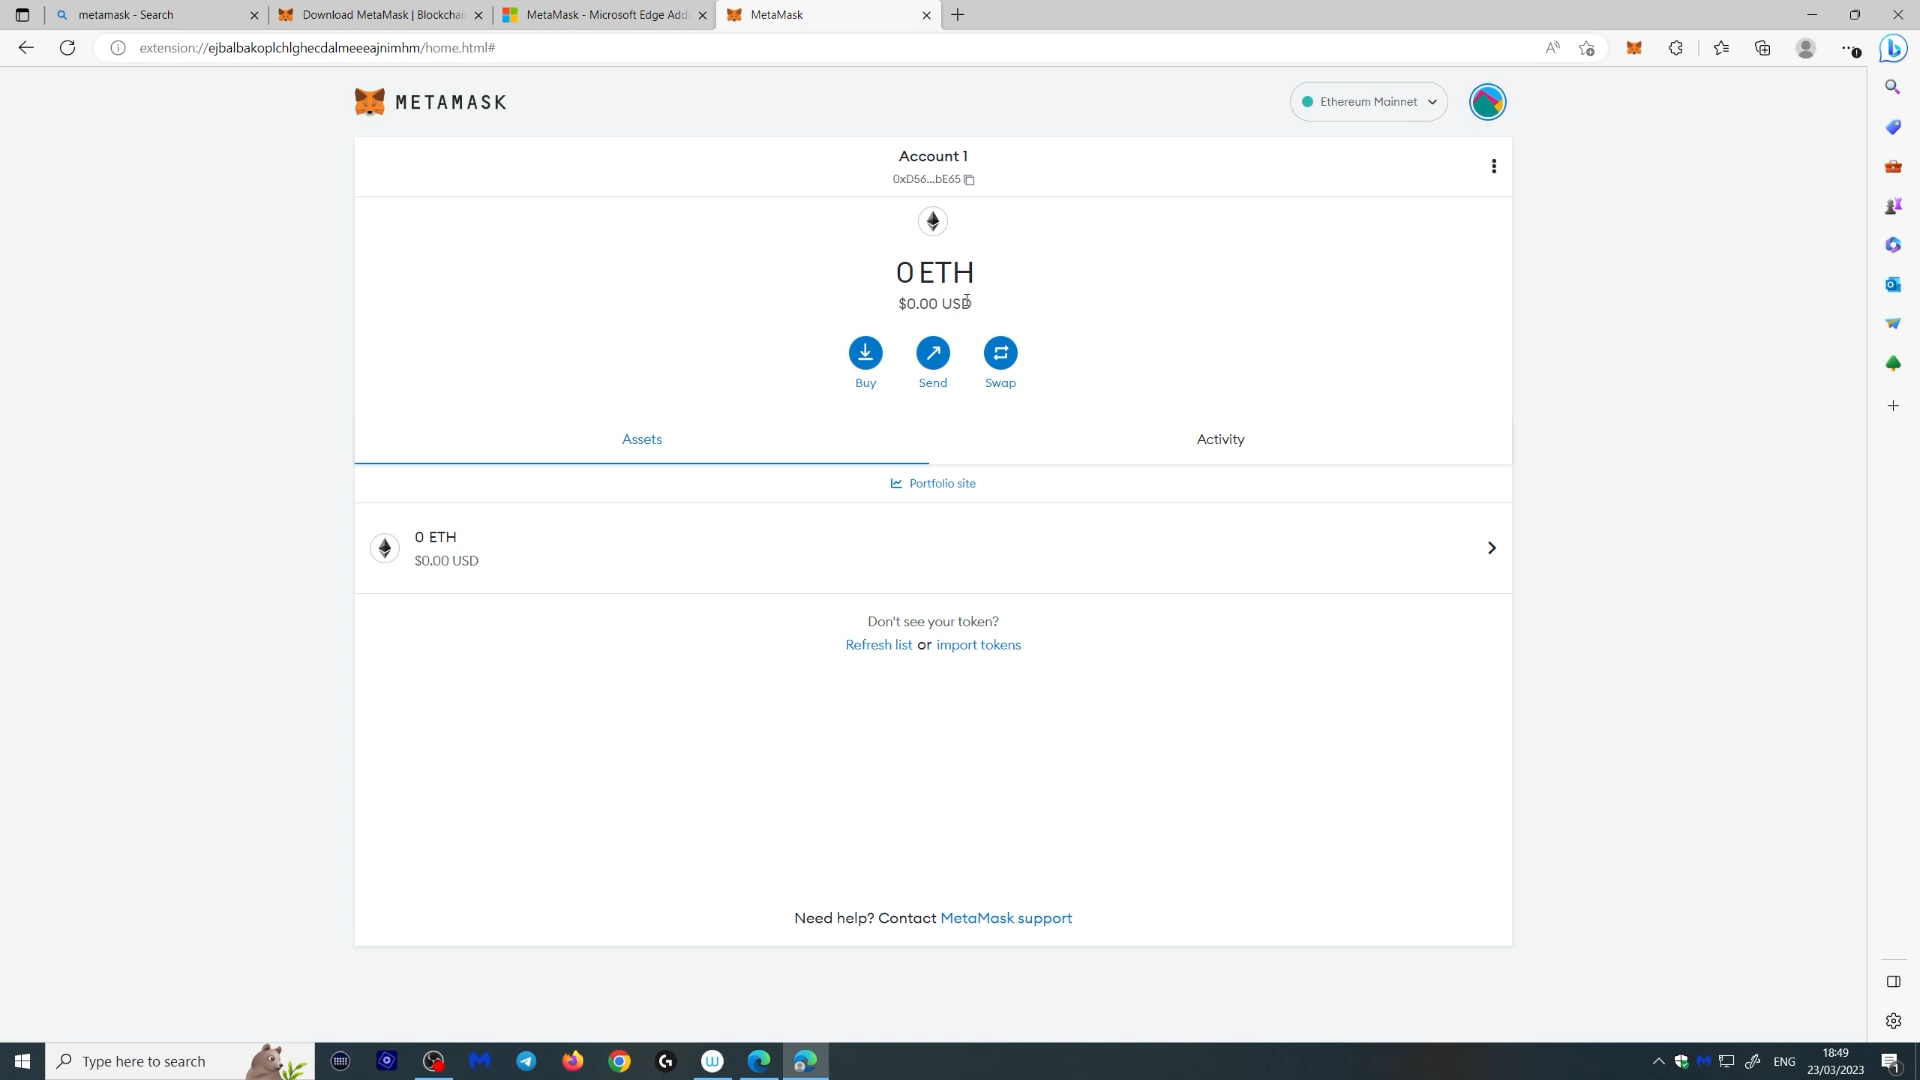 metamask - Search
Download MetaMask | Blockchai
MetaMask - Microsoft Edge Add
MetaMask
extension://ejbalbakoplchlghecdalmeeeajnimhm/home.html#
METAMASK
Ethereum Mainnet
Account 1
0xD56...bE65
0 ETH
$0.00 USD
Buy
Send
Swap
Assets
Activity
Portfolio site
0 ETH
$0.00 USD
Don't see your token?
Refresh list or import tokens
Need help? Contact MetaMask support
Type here to search
ENG
18:49
23/03/2023
1